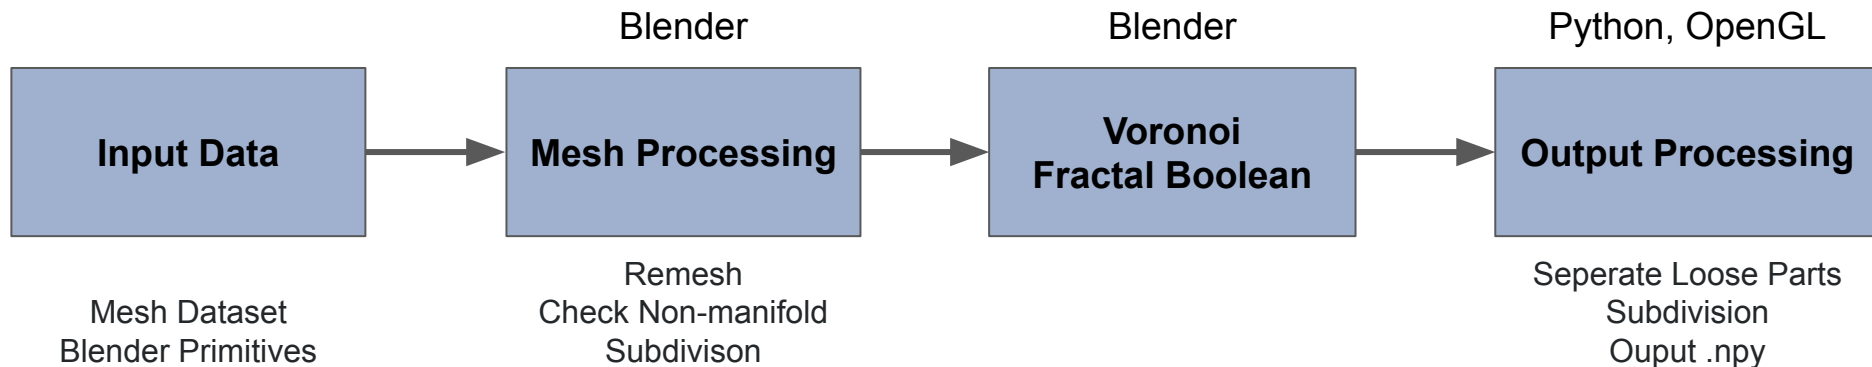 Blender
Blender
Python, OpenGL
Input Data
Mesh Processing
Voronoi
Fractal Boolean
Output Processing
Mesh Dataset
Blender Primitives
Remesh
Check Non-manifold
Subdivison
Seperate Loose Parts
Subdivision
Ouput .npy